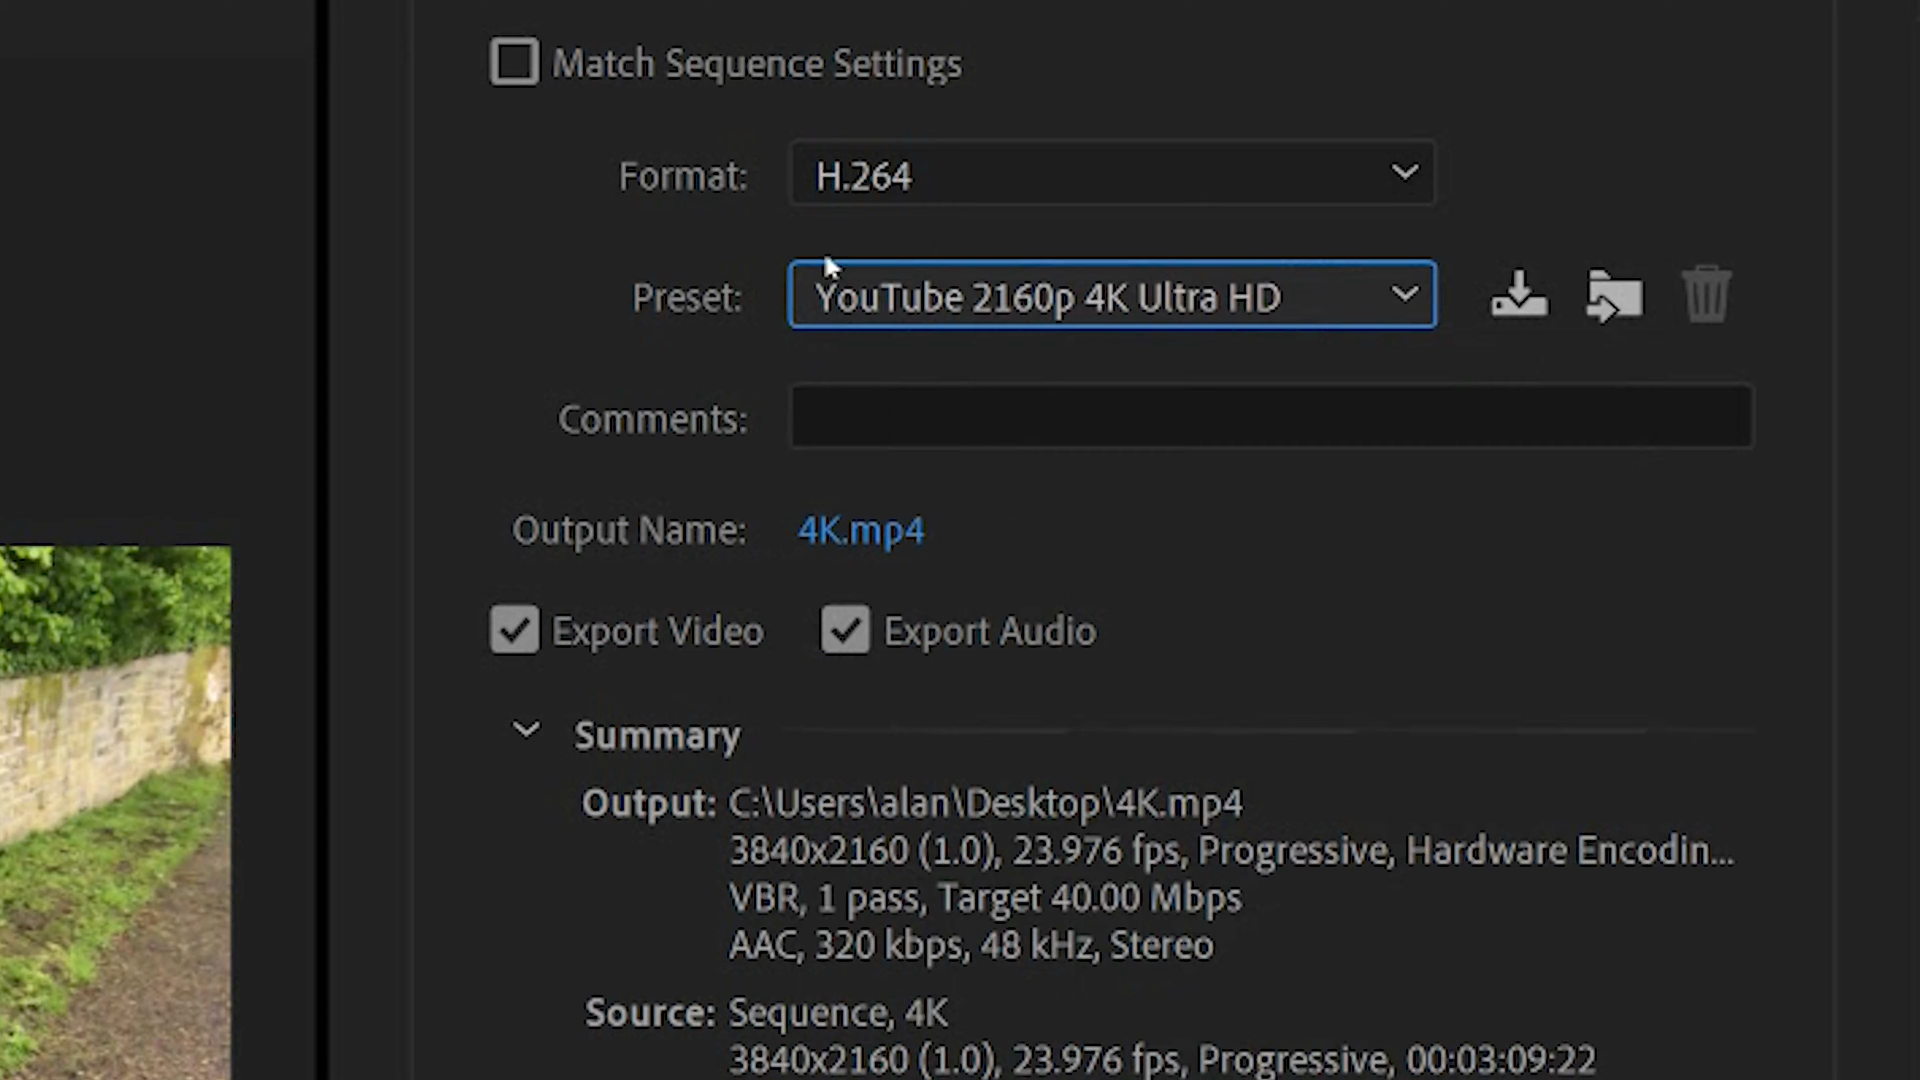 Match Sequence Settings
Format: H.264
Preset: YouTube 2160p 4K Ultra HD
Comments:
Output Name: 4K.mp4
Export Video Export Audio
Summary
Output: C:\Users\alan\Desktop\4K.mp4
3840x2160 (1.0), 23.976 fps, Progressive, Hardware Encodin...
VBR, 1 pass, Target 40.00 Mbps
AAC, 320 kbps, 48 kHz, Stereo
Source: Sequence, 4K
3840x2160 (1.0), 23.976 fps, Progressive, 00:03:09:22